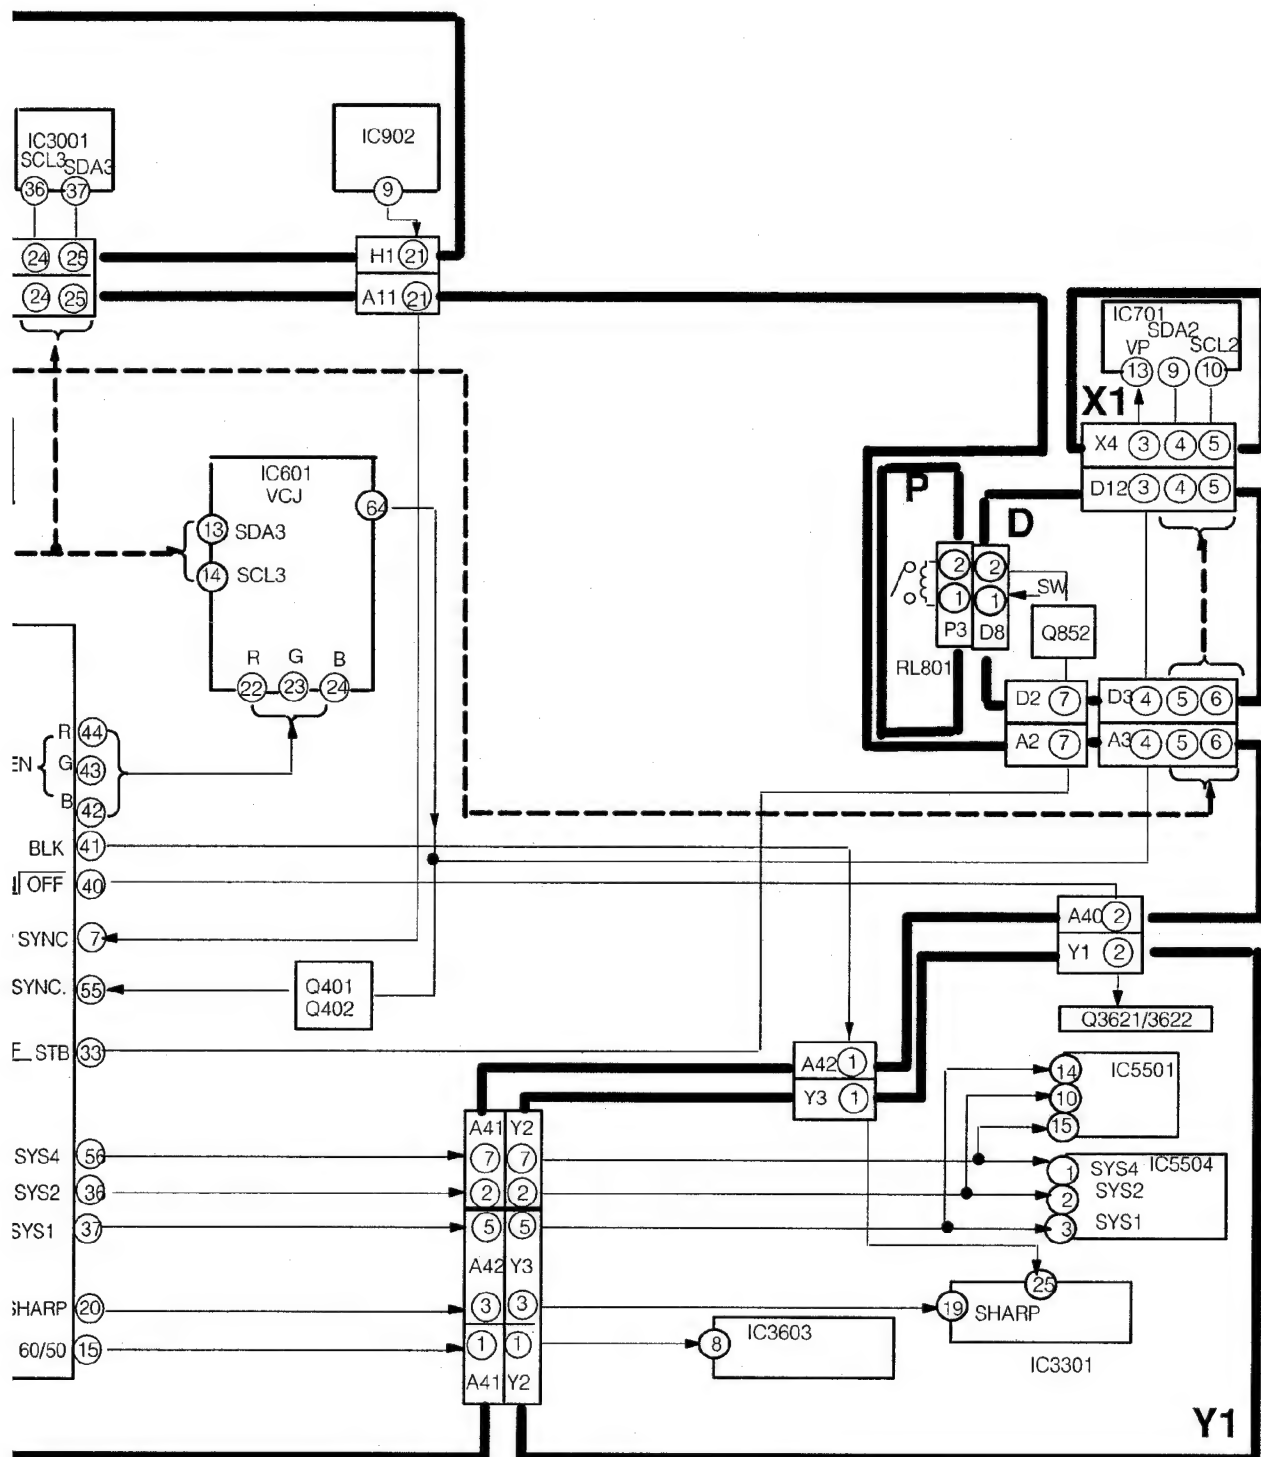 IC3001
SCL3 SDA3
36 37
IC902
9
24 25
H1 21
24 25
A11 21
IC701
SDA2
VP SCL2
13 9 10
X1
X4 3 4 5
D12 3 4 5
IC601
VCJ
64
13 SDA3
14 SCL3
R G B
22 23 24
P
D
2 2
1 1
SW
P3 D8
Q852
RL801
D2 7
D3 4 5 6
A2 7
A3 4 5 6
R 44
EN G 43
B 42
BLK 41
OFF 40
SYNC 7
SYNC. 55
Q401
Q402
STB 33
A40 2
Y1 2
Q3621/3622
A42 1
Y3 1
14 IC5501
10
15
A41 Y2
SYS4 56
7 7
1 SYS4 IC5504
SYS2 36
2 2
2 SYS2
SYS1 37
5 5
3 SYS1
A42 Y3
25
SHARP 20
3 3
19 SHARP
IC3301
60/50 15
1 1
8 IC3603
A41 Y2
Y1